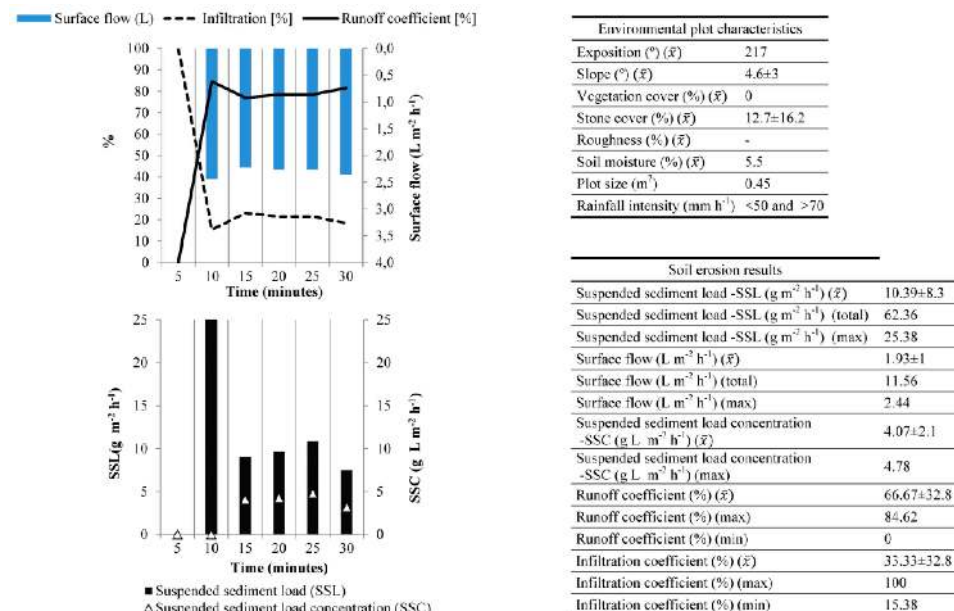 Surface flow (L) Infiltration [%] Runoff coefficient [%]
100 0,0
90 0,5
80 1,0
70
60 1,5
50 2,0
40 2,5
30 3,0
20 3,5
10
0 4,0
%
Surface flow (L m⁻² h⁻¹)
5 10 15 20 25 30
Time (minutes)
25 25
20 20
15 15
10 10
5 5
0 0
SSL(g m⁻² h⁻¹)
SSC (g L m⁻² h⁻¹)
5 10 15 20 25 30
Time (minutes)
■ Suspended sediment load (SSL)
△ Suspended sediment load concentration (SSC)
Environmental plot characteristics
Exposition (º) (x̄) 217
Slope (º) (x̄) 4.6±3
Vegetation cover (%) (x̄) 0
Stone cover (%) (x̄) 12.7±16.2
Roughness (%) (x̄) -
Soil moisture (%) (x̄) 5.5
Plot size (m²) 0.45
Rainfall intensity (mm h⁻¹) <50 and >70
Soil erosion results
Suspended sediment load -SSL (g m⁻² h⁻¹) (x̄) 10.39±8.3
Suspended sediment load -SSL (g m⁻² h⁻¹) (total) 62.36
Suspended sediment load -SSL (g m⁻² h⁻¹) (max) 25.38
Surface flow (L m⁻² h⁻¹) (x̄) 1.93±1
Surface flow (L m⁻² h⁻¹) (total) 11.56
Surface flow (L m⁻² h⁻¹) (max) 2.44
Suspended sediment load concentration
-SSC (g L m⁻² h⁻¹) (x̄) 4.07±2.1
Suspended sediment load concentration
-SSC (g L m⁻² h⁻¹) (max) 4.78
Runoff coefficient (%) (x̄) 66.67±32.8
Runoff coefficient (%) (max) 84.62
Runoff coefficient (%) (min) 0
Infiltration coefficient (%) (x̄) 33.33±32.8
Infiltration coefficient (%) (max) 100
Infiltration coefficient (%) (min) 15.38